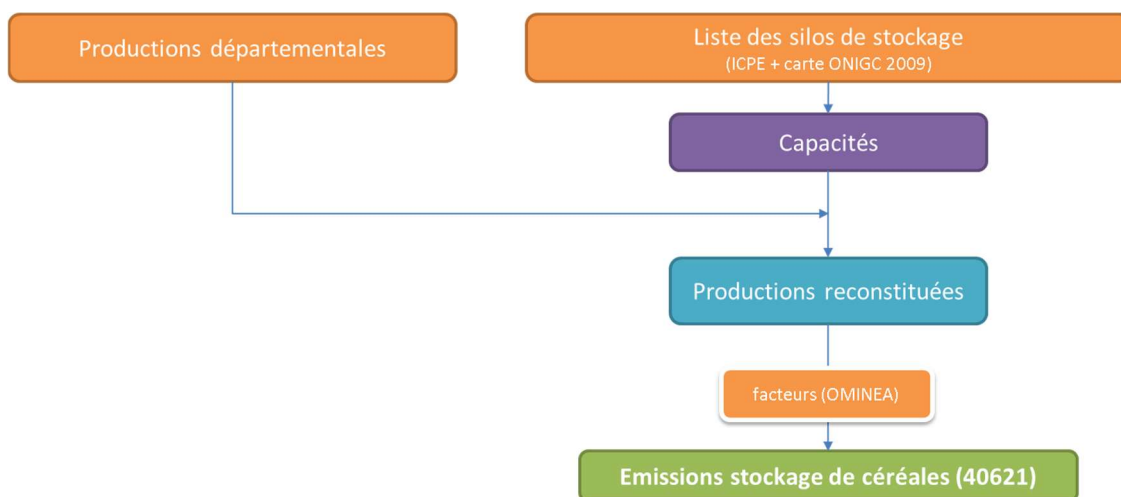 Productions départementales
Liste des silos de stockage
(ICPE + carte ONIGC 2009)
Capacités
Productions reconstituées
facteurs (OMINEA)
Emissions stockage de céréales (40621)